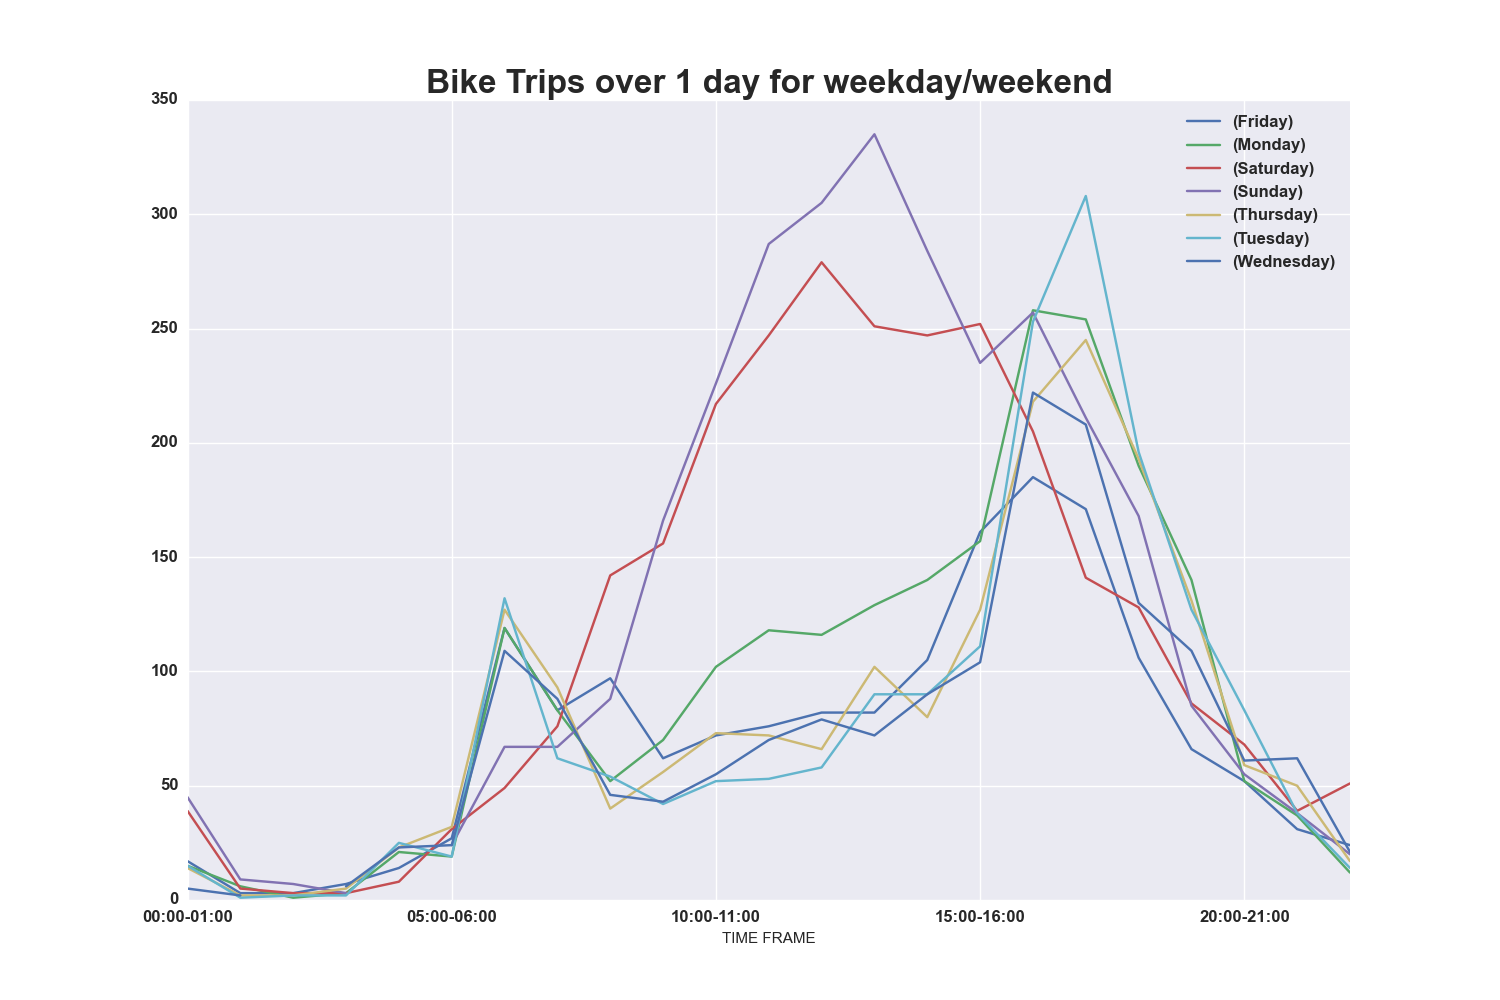 Bike Trips over 1 day for weekday/weekend
350
300
250
200
150
100
50
0
(Friday)
(Monday)
(Saturday)
(Sunday)
(Thursday)
(Tuesday)
(Wednesday)
00:00-01:00 05:00-06:00 10:00-11:00 15:00-16:00 20:00-21:00
TIME FRAME